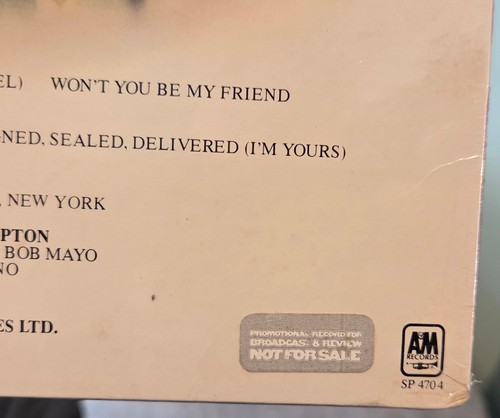 EL) WON'T YOU BE MY FRIEND
NED, SEALED, DELIVERED (I'M YOURS)
, NEW YORK
PTON
BOB MAYO
NO
ES LTD.
PROMOTIONAL RECORD FOR
BROADCAST & REVIEW
NOT FOR SALE
A&M
RECORDS
SP 4704